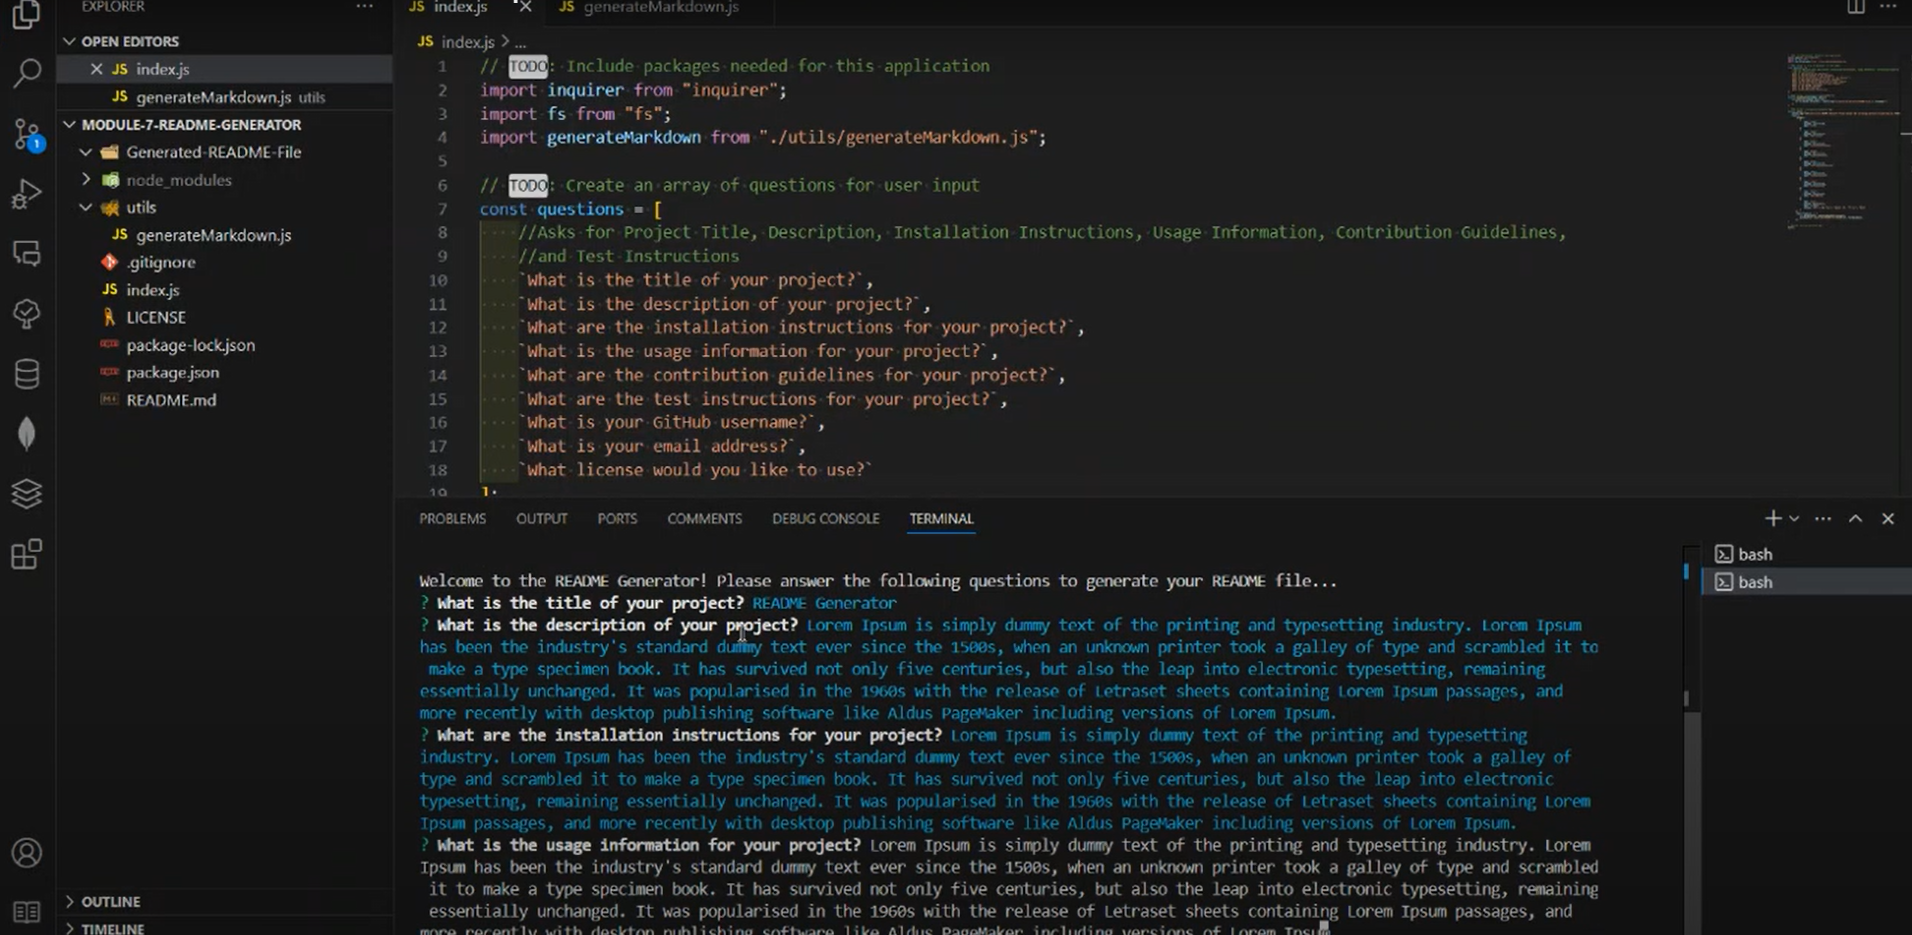 EXPLORER
OPEN EDITORS
index.js
generateMarkdown.js utils
MODULE-7-README-GENERATOR
Generated-README-File
node_modules
utils
generateMarkdown.js
.gitignore
index.js
LICENSE
package-lock.json
package.json
README.md
OUTLINE
TIMELINE
1
JS index.js
JS generateMarkdown.js
JS index.js > ...
1 // TODO: Include packages needed for this application
2 import inquirer from "inquirer";
3 import fs from "fs";
4 import generateMarkdown from "./utils/generateMarkdown.js";
5
6 // TODO: Create an array of questions for user input
7 const questions = [
8 //Asks for Project Title, Description, Installation Instructions, Usage Information, Contribution Guidelines,
9 //and Test Instructions
10 `What is the title of your project?`,
11 `What is the description of your project?`,
12 `What are the installation instructions for your project?`,
13 `What is the usage information for your project?`,
14 `What are the contribution guidelines for your project?`,
15 `What are the test instructions for your project?`,
16 `What is your GitHub username?`,
17 `What is your email address?`,
18 `What license would you like to use?`
19 ];
PROBLEMS OUTPUT PORTS COMMENTS DEBUG CONSOLE TERMINAL
bash
bash
Welcome to the README Generator! Please answer the following questions to generate your README file...
? What is the title of your project? README Generator
? What is the description of your project? Lorem Ipsum is simply dummy text of the printing and typesetting industry. Lorem Ipsum
has been the industry's standard dummy text ever since the 1500s, when an unknown printer took a galley of type and scrambled it to
make a type specimen book. It has survived not only five centuries, but also the leap into electronic typesetting, remaining
essentially unchanged. It was popularised in the 1960s with the release of Letraset sheets containing Lorem Ipsum passages, and
more recently with desktop publishing software like Aldus PageMaker including versions of Lorem Ipsum.
? What are the installation instructions for your project? Lorem Ipsum is simply dummy text of the printing and typesetting
industry. Lorem Ipsum has been the industry's standard dummy text ever since the 1500s, when an unknown printer took a galley of
type and scrambled it to make a type specimen book. It has survived not only five centuries, but also the leap into electronic
typesetting, remaining essentially unchanged. It was popularised in the 1960s with the release of Letraset sheets containing Lorem
Ipsum passages, and more recently with desktop publishing software like Aldus PageMaker including versions of Lorem Ipsum.
? What is the usage information for your project? Lorem Ipsum is simply dummy text of the printing and typesetting industry. Lorem
Ipsum has been the industry's standard dummy text ever since the 1500s, when an unknown printer took a galley of type and scrambled
it to make a type specimen book. It has survived not only five centuries, but also the leap into electronic typesetting, remaining
essentially unchanged. It was popularised in the 1960s with the release of Letraset sheets containing Lorem Ipsum passages, and
more recently with desktop publishing software like Aldus PageMaker including versions of Lorem Ipsu